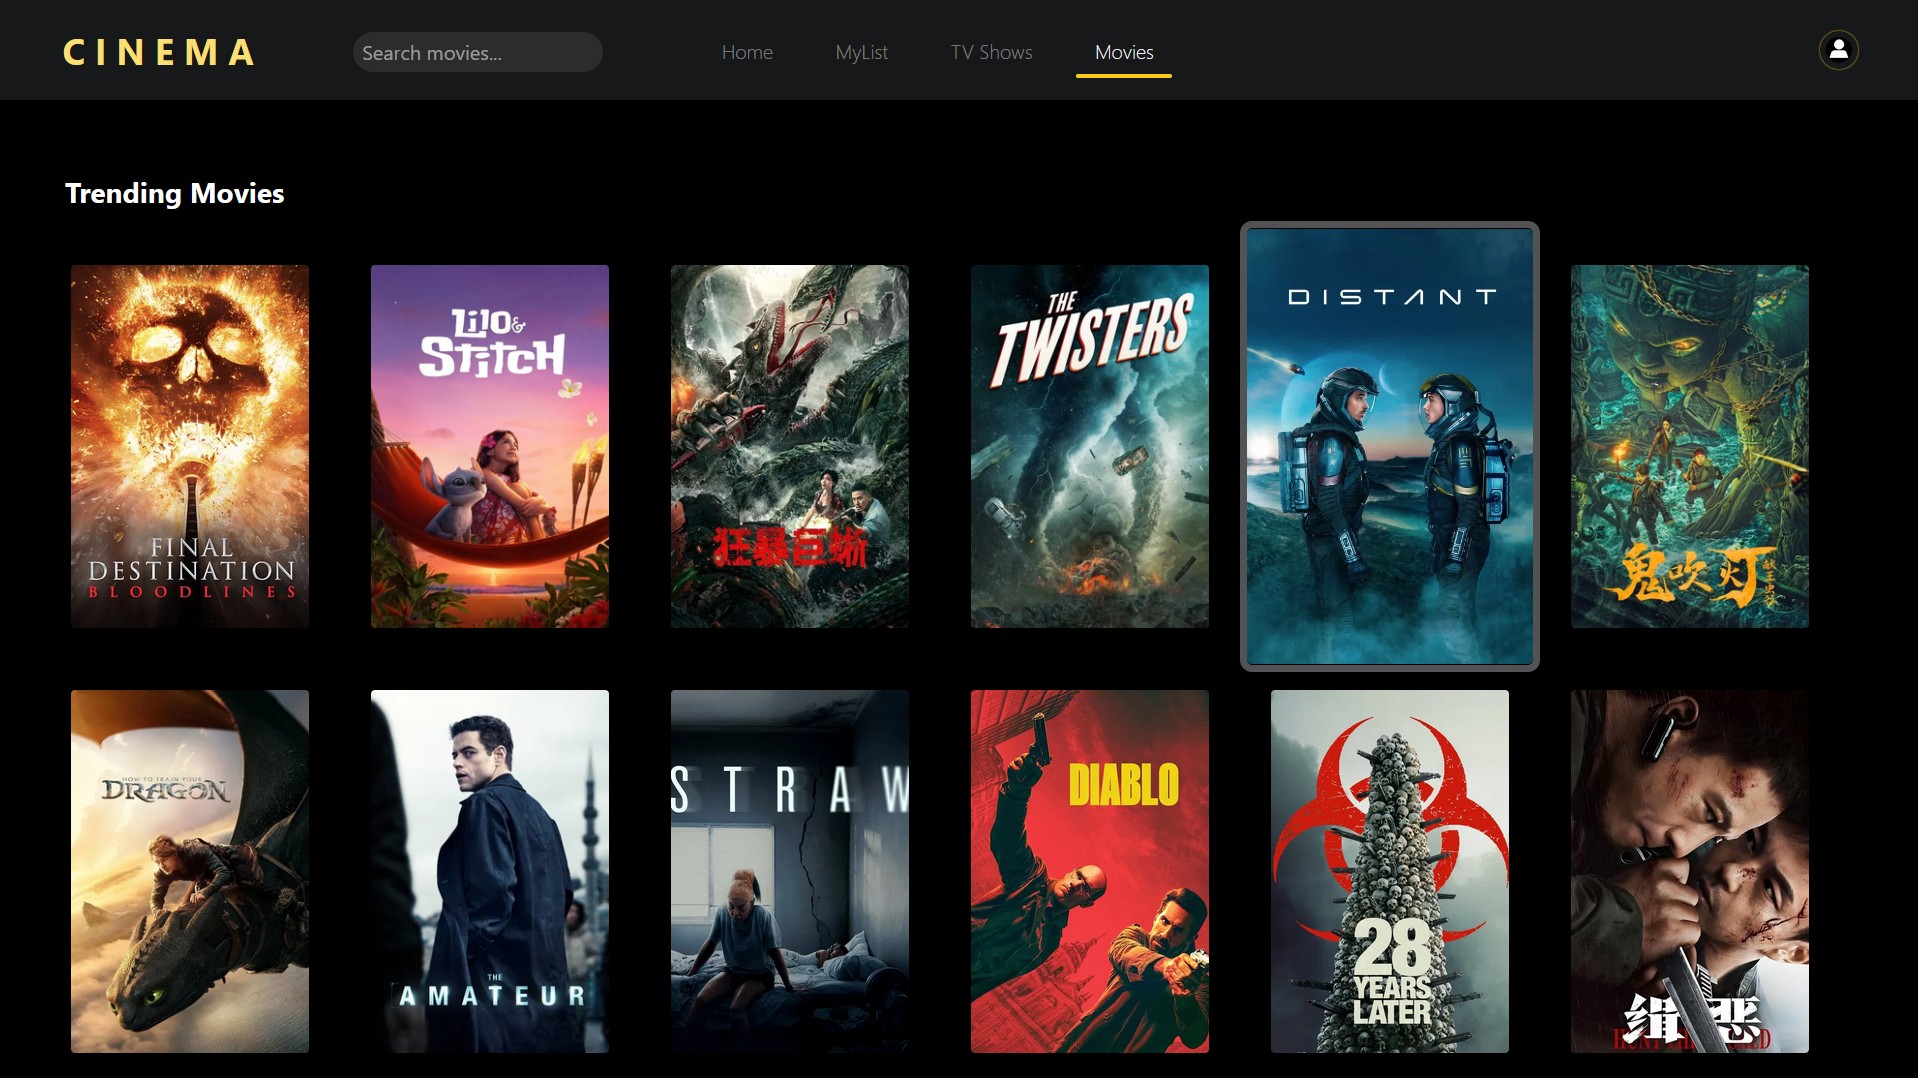 CINEMA
Search movies...
Home
MyList
TV Shows
Movies
Trending Movies
FINAL
DESTINATION
BLOODLINES
Lilo &
Stitch
狂暴巨蜥
THE
TWISTERS
DISTANT
鬼吹灯
HOW TO TRAIN YOUR
DRAGON
THE
AMATEUR
STRAW
DIABLO
28
YEARS
LATER
缉恶